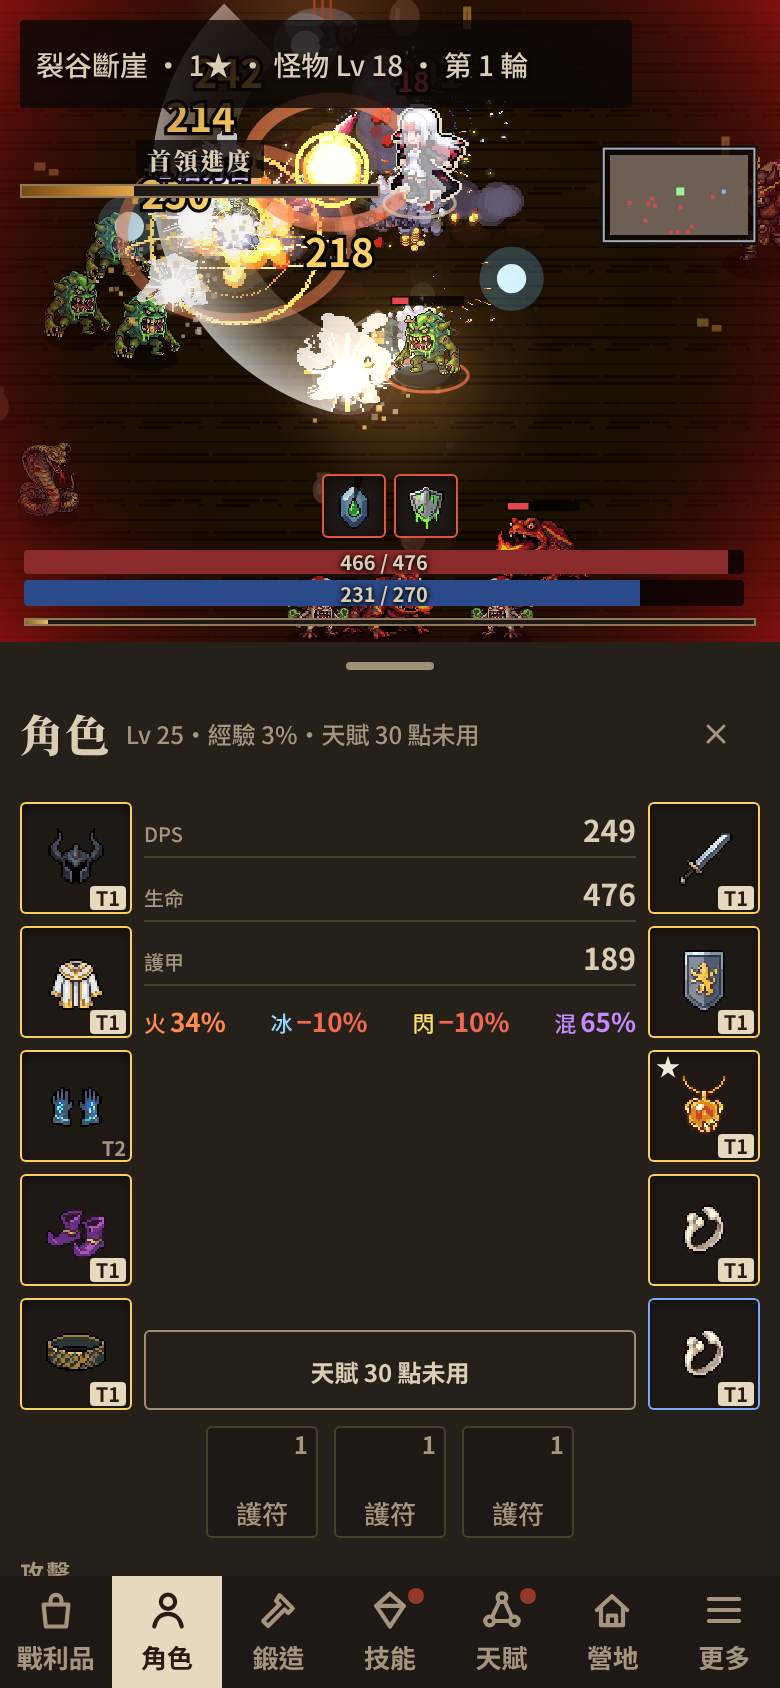 裂谷斷崖 • 1★ • 怪物 Lv 18 • 第 1 輪
214
首領進度
218
466 / 476
231 / 270
角色 Lv 25・經驗 3%・天賦 30 點未用
DPS 249
生命 476
護甲 189
火 34% 冰 −10% 閃 −10% 混 65%
T1
T1
T2
T1
T1
T1
T1
T1
T1
T1
天賦 30 點未用
1 1 1
護符 護符 護符
攻擊
戰利品 角色 鍛造 技能 天賦 營地 更多